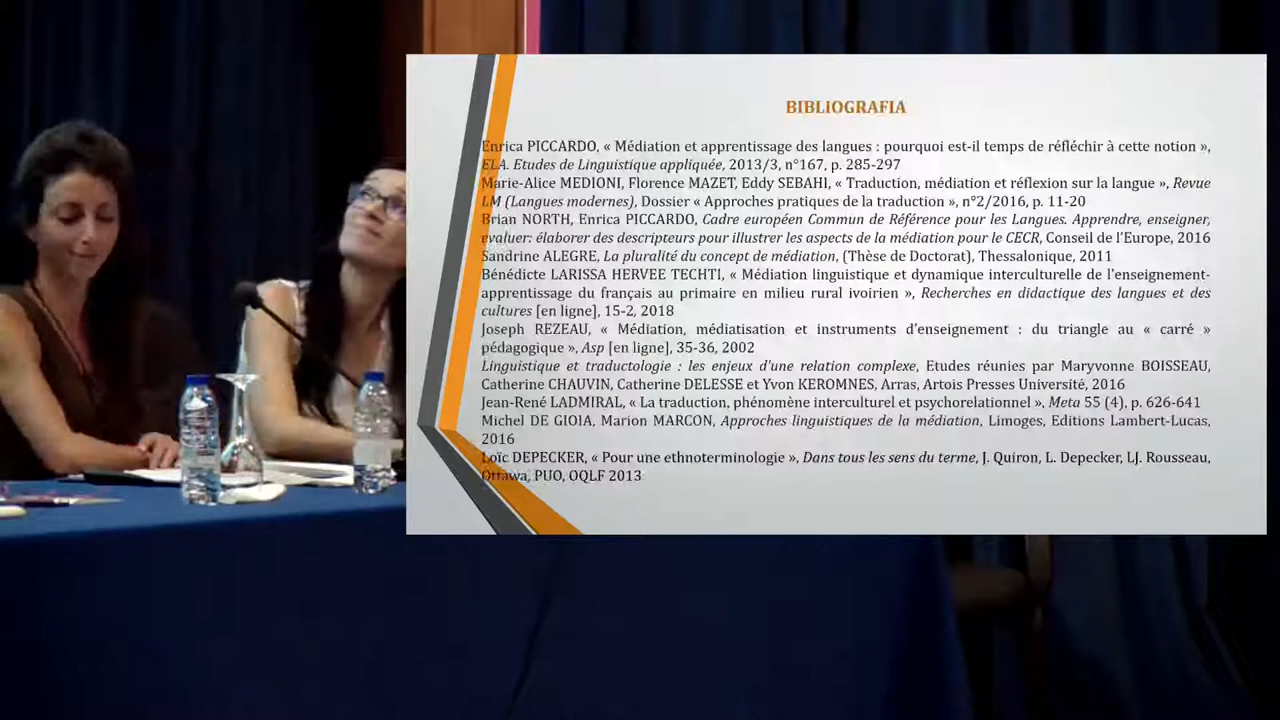 BIBLIOGRAFIA
Enrica PICCARDO, « Médiation et apprentissage des langues : pourquoi est-il temps de réfléchir à cette notion »,
ELA. Etudes de Linguistique appliquée, 2013/3, n°167, p. 285-297
Marie-Alice MEDIONI, Florence MAZET, Eddy SEBAHI, « Traduction, médiation et réflexion sur la langue », Revue
LM (Langues modernes), Dossier « Approches pratiques de la traduction », n°2/2016, p. 11-20
Brian NORTH, Enrica PICCARDO, Cadre européen Commun de Référence pour les Langues. Apprendre, enseigner,
evaluer: élaborer des descripteurs pour illustrer les aspects de la médiation pour le CECR, Conseil de l'Europe, 2016
Sandrine ALEGRE, La pluralité du concept de médiation, (Thèse de Doctorat), Thessalonique, 2011
Bénédicte LARISSA HERVEE TECHTI, « Médiation linguistique et dynamique interculturelle de l'enseignement-
apprentissage du français au primaire en milieu rural ivoirien », Recherches en didactique des langues et des
cultures [en ligne], 15-2, 2018
Joseph REZEAU, « Médiation, médiatisation et instruments d'enseignement : du triangle au « carré »
pédagogique », Asp [en ligne], 35-36, 2002
Linguistique et traductologie : les enjeux d'une relation complexe, Etudes réunies par Maryvonne BOISSEAU,
Catherine CHAUVIN, Catherine DELESSE et Yvon KEROMNES, Arras, Artois Presses Université, 2016
Jean-René LADMIRAL, « La traduction, phénomène interculturel et psychorelationnel », Meta 55 (4), p. 626-641
Michel DE GIOIA, Marion MARCON, Approches linguistiques de la médiation, Limoges, Editions Lambert-Lucas,
2016
Loïc DEPECKER, « Pour une ethnoterminologie », Dans tous les sens du terme, J. Quiron, L. Depecker, LJ. Rousseau,
Ottawa, PUO, OQLF 2013